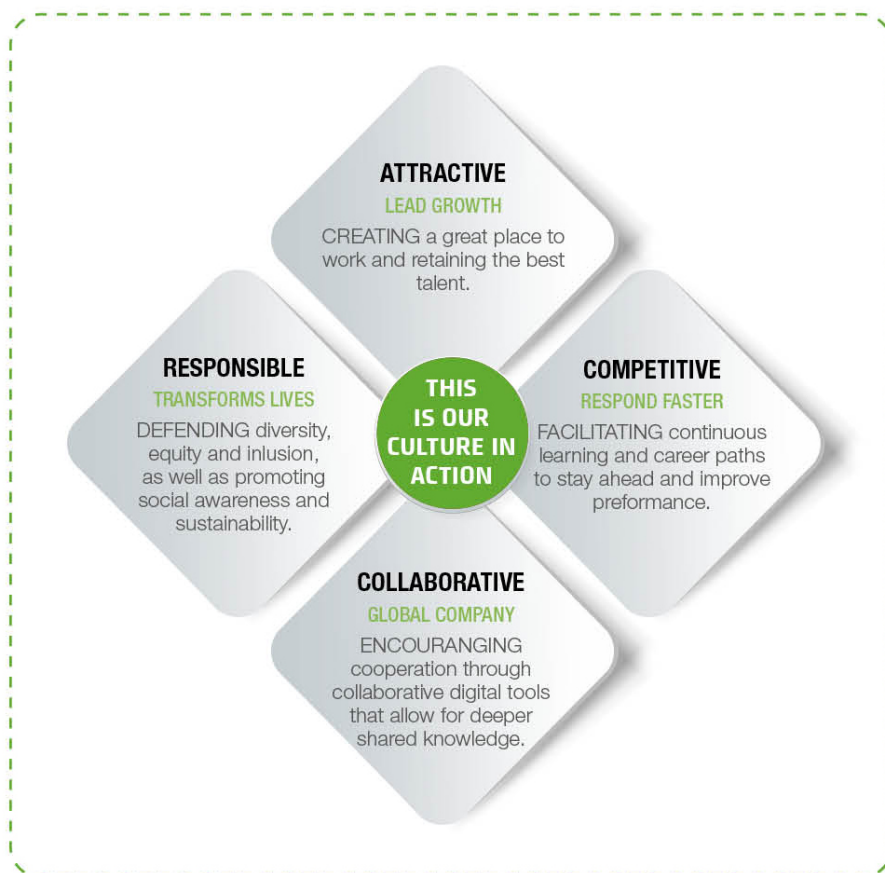 ATTRACTIVE
LEAD GROWTH
CREATING a great place to
work and retaining the best
talent.
RESPONSIBLE
TRANSFORMS LIVES
DEFENDING diversity,
equity and inlusion,
as well as promoting
social awareness and
sustainability.
THIS
IS OUR
CULTURE IN
ACTION
COMPETITIVE
RESPOND FASTER
FACILITATING continuous
learning and career paths
to stay ahead and improve
preformance.
COLLABORATIVE
GLOBAL COMPANY
ENCOURANGING
cooperation through
collaborative digital tools
that allow for deeper
shared knowledge.